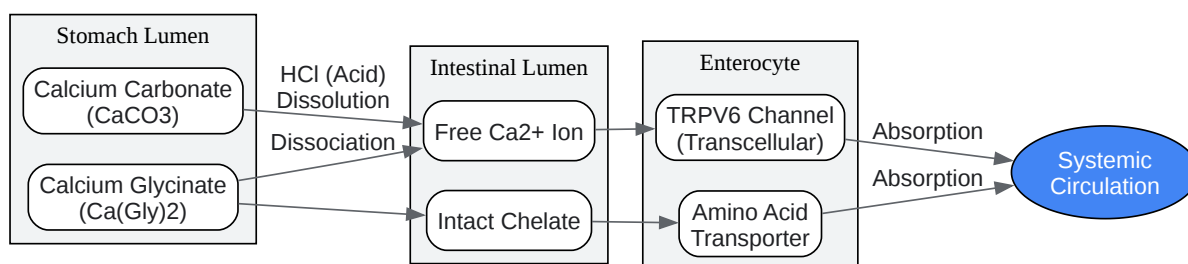 Stomach Lumen
Calcium Carbonate
(CaCO3)
Calcium Glycinate
(Ca(Gly)2)
HCl (Acid)
Dissolution
Dissociation
Intestinal Lumen
Free Ca2+ Ion
Intact Chelate
Enterocyte
TRPV6 Channel
(Transcellular)
Amino Acid
Transporter
Absorption
Absorption
Systemic
Circulation